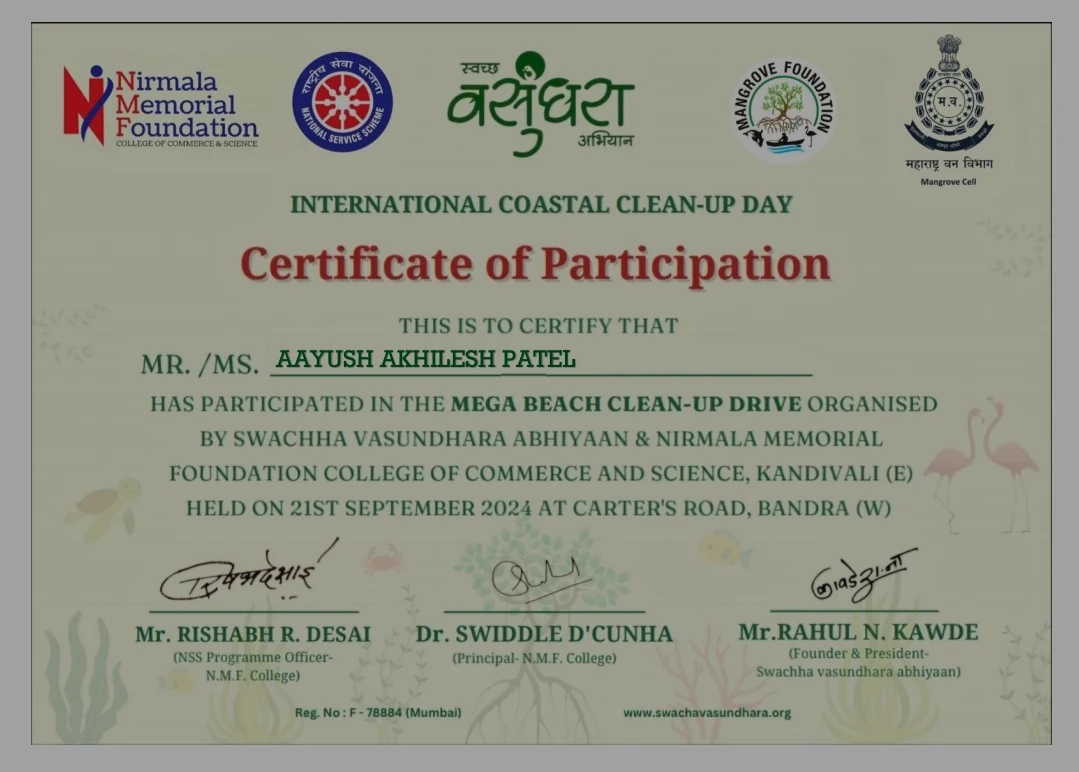 Nirmala
Memorial
Foundation
COLLEGE OF COMMERCE & SCIENCE
राष्ट्रीय सेवा योजना
NATIONAL SERVICE SCHEME
स्वच्छ
वसुंधरा
अभियान
MANGROVE FOUNDATION
म.व.
महाराष्ट्र वन विभाग
Mangrove Cell
INTERNATIONAL COASTAL CLEAN-UP DAY
Certificate of Participation
THIS IS TO CERTIFY THAT
MR. /MS. AAYUSH AKHILESH PATEL
HAS PARTICIPATED IN THE MEGA BEACH CLEAN-UP DRIVE ORGANISED
BY SWACHHA VASUNDHARA ABHIYAAN & NIRMALA MEMORIAL
FOUNDATION COLLEGE OF COMMERCE AND SCIENCE, KANDIVALI (E)
HELD ON 21ST SEPTEMBER 2024 AT CARTER'S ROAD, BANDRA (W)
Mr. RISHABH R. DESAI
(NSS Programme Officer-
N.M.F. College)
Dr. SWIDDLE D'CUNHA
(Principal- N.M.F. College)
Mr.RAHUL N. KAWDE
(Founder & President-
Swachha vasundhara abhiyaan)
Reg. No : F - 78884 (Mumbai)
www.swachavasundhara.org